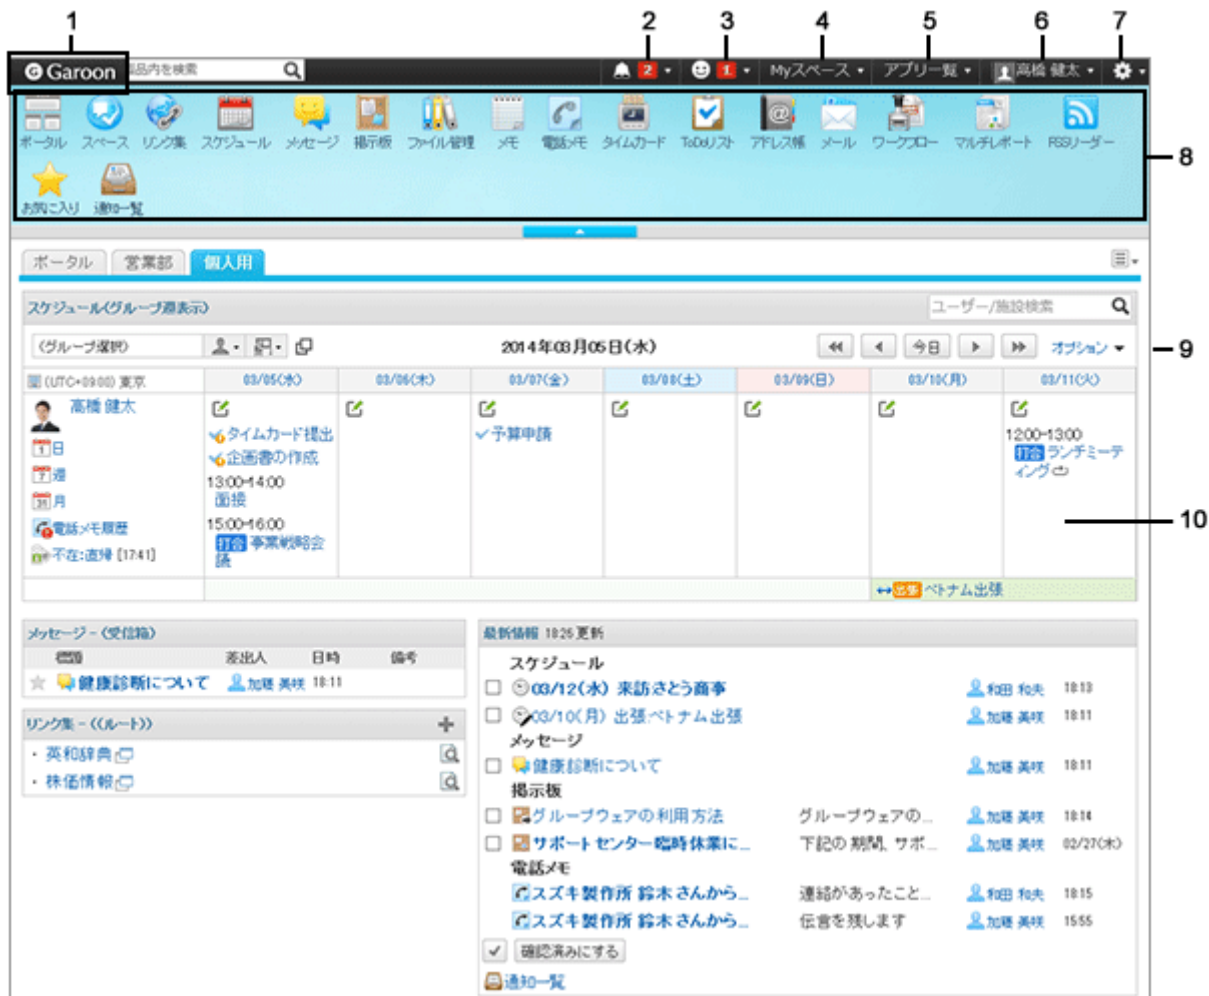 1 2 3 4 5 6 7
Garoon 製品内を検索 2 1 Myスペース アプリ一覧 高橋 健太
ポータル スペース リンク集 スケジュール メッセージ 掲示板 ファイル管理 メモ 電話メモ タイムカード ToDoリスト アドレス帳 メール ワークフロー マルチレポート RSSリーダー
8
お気に入り 通知一覧
ポータル 営業部 個人用
スケジュール(グループ週表示) ユーザー/施設検索
(グループ選択) 2014年03月05日(水) 今日 オプション
9
(UTC+09:00) 東京 03/05(水) 03/06(木) 03/07(金) 03/08(土) 03/09(日) 03/10(月) 03/11(火)
高橋 健太
タイムカード提出 予算申請 12:00-13:00
1日 企画書の作成 打合 ランチミーテ
7週 13:00-14:00 ィング
31月 面接
10
電話メモ履歴 15:00-16:00
不在:直帰 [17:41] 打合 事業戦略会
議
出張 ベトナム出張
メッセージ - (受信箱)
標題 差出人 日時 備考
健康診断について 加藤 美咲 18:11
リンク集 - ((ルート))
英和辞典
株価情報
最新情報 18:26 更新
スケジュール
03/12(水) 来訪 さとう商事 和田 和夫 18:13
03/10(月) 出張:ベトナム出張 加藤 美咲 18:11
メッセージ
健康診断について 加藤 美咲 18:11
掲示板
グループウェアの利用方法 グループウェアの... 加藤 美咲 18:14
サポートセンター臨時休業に... 下記の期間、サポ... 加藤 美咲 02/27(木)
電話メモ
スズキ製作所 鈴木 さんから... 連絡があったこと... 和田 和夫 18:15
スズキ製作所 鈴木 さんから... 伝言を残します 加藤 美咲 15:55
確認済みにする
通知一覧